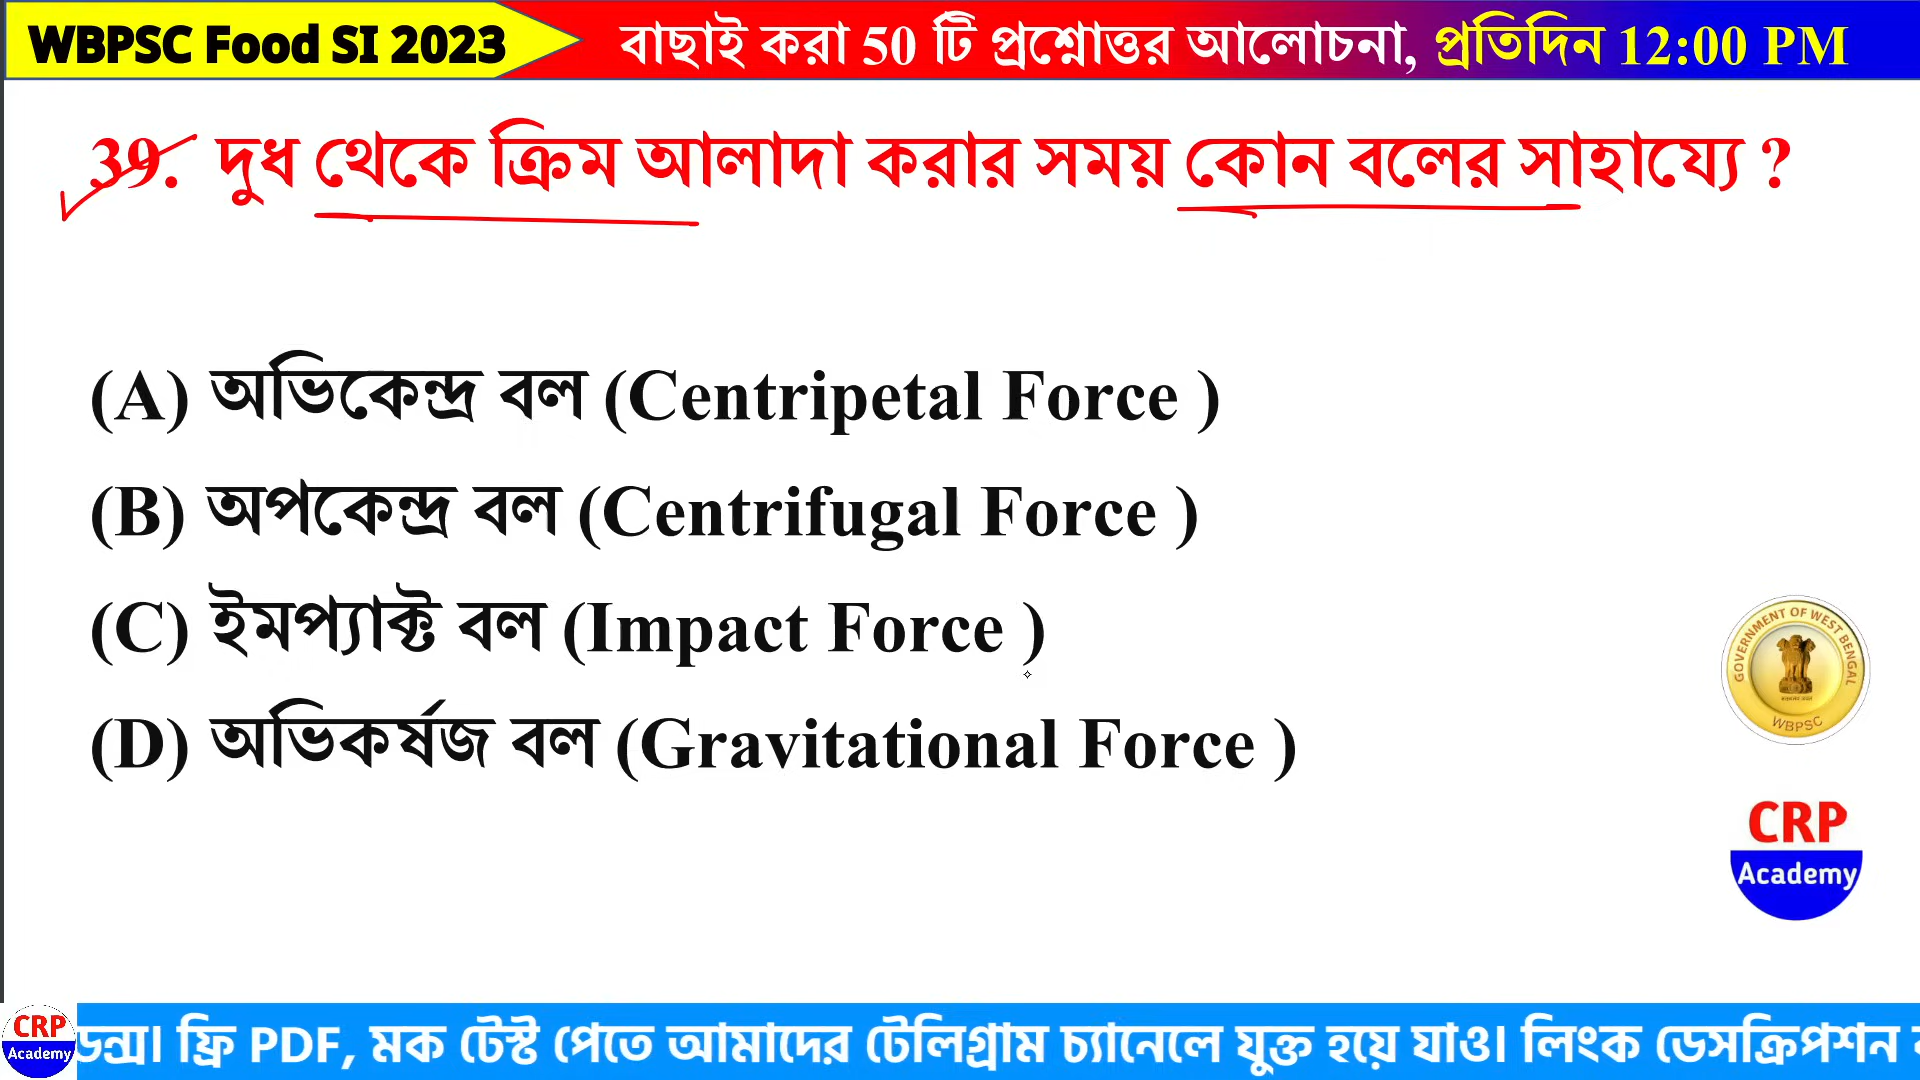 WBPSC Food SI 2023
বাছাই করা 50 টি প্রশ্নোত্তর আলোচনা, প্রতিদিন 12:00 PM
39. দুধ থেকে ক্রিম আলাদা করার সময় কোন বলের সাহায্যে ?
(A) অভিকেন্দ্র বল (Centripetal Force )
(B) অপকেন্দ্র বল (Centrifugal Force )
(C) ইমপ্যাক্ট বল (Impact Force )
(D) অভিকর্ষজ বল (Gravitational Force )
GOVERNMENT OF WEST BENGAL
WBPSC
CRP
Academy
CRP
Academy
ফ্রি PDF, মক টেস্ট পেতে আমাদের টেলিগ্রাম চ্যানেলে যুক্ত হয়ে যাও। লিংক ডেসক্রিপশন